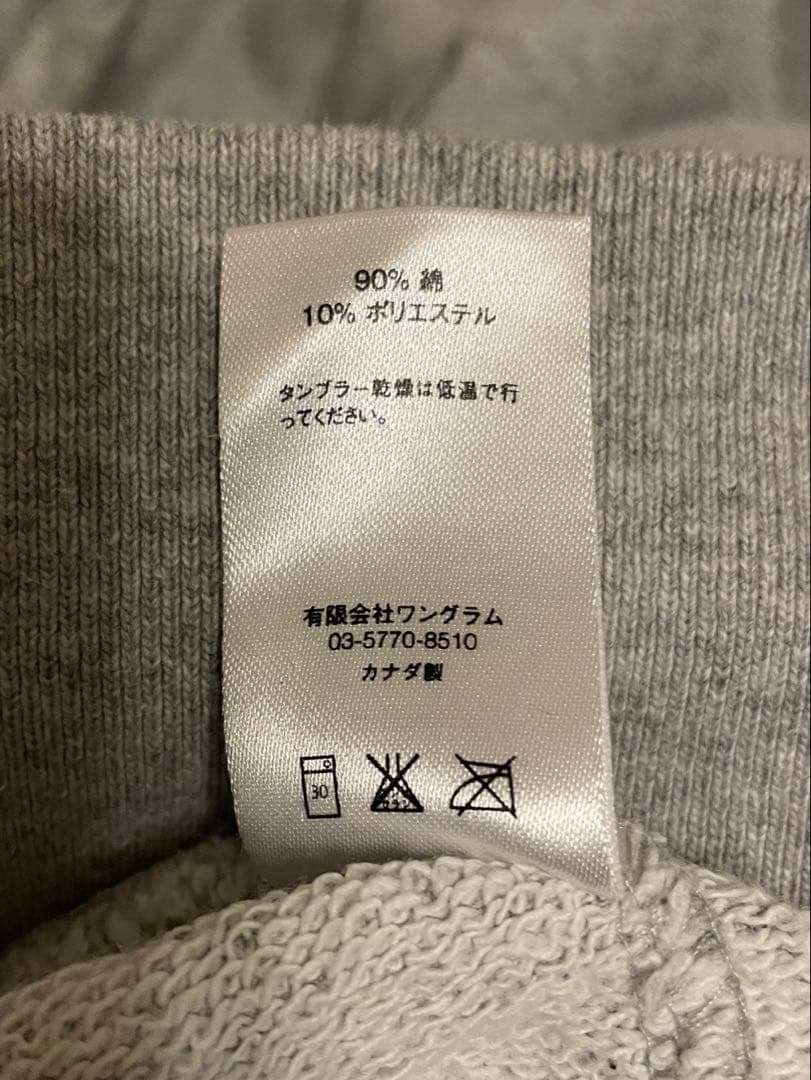 90% 綿
10% ポリエステル
タンブラー乾燥は低温で行
ってください。
有限会社ワングラム
03-5770-8510
カナダ製
30